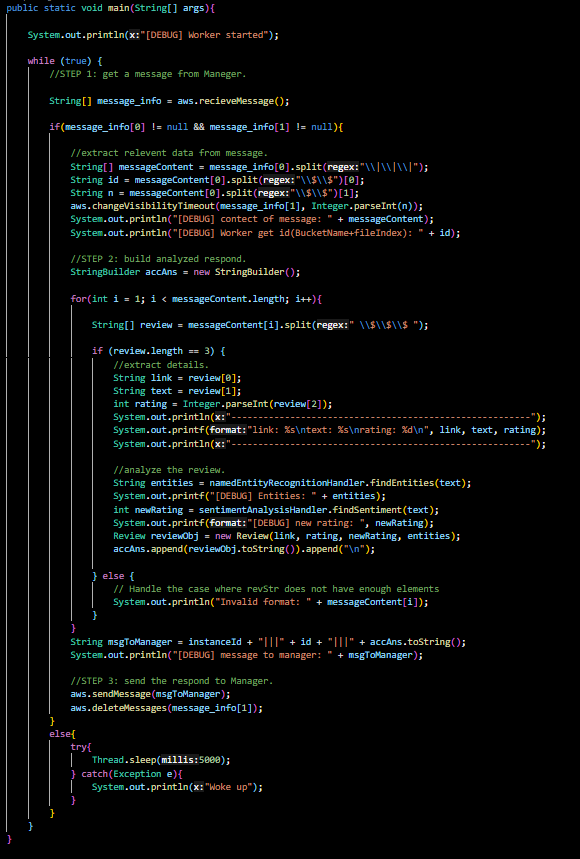 public static void main(String[] args){
System.out.println(x:"[DEBUG] Worker started");
while (true) {
//STEP 1: get a message from Maneger.
String[] message_info = aws.recieveMessage();
if(message_info[0] != null && message_info[1] != null){
//extract relevent data from message.
String[] messageContent = message_info[0].split(regex:"\\|\\|\\|");
String id = messageContent[0].split(regex:"\\$\\$")[0];
String n = messageContent[0].split(regex:"\\$\\$")[1];
aws.changeVisibilityTimeout(message_info[1], Integer.parseInt(n));
System.out.println("[DEBUG] contect of message: " + messageContent);
System.out.println("[DEBUG] Worker get id(BucketName+fileIndex): " + id);
//STEP 2: build analyzed respond.
StringBuilder accAns = new StringBuilder();
for(int i = 1; i < messageContent.length; i++){
String[] review = messageContent[i].split(regex:" \\$\\$\\$ ");
if (review.length == 3) {
//extract details.
String link = review[0];
String text = review[1];
int rating = Integer.parseInt(review[2]);
System.out.println(x:"-------------------------------------------------------");
System.out.printf(format:"link: %s\ntext: %s\nrating: %d\n", link, text, rating);
System.out.println(x:"-------------------------------------------------------");
//analyze the review.
String entities = namedEntityRecognitionHandler.findEntities(text);
System.out.printf("[DEBUG] Entities: " + entities);
int newRating = sentimentAnalysisHandler.findSentiment(text);
System.out.printf(format:"[DEBUG] new rating: ", newRating);
Review reviewObj = new Review(link, rating, newRating, entities);
accAns.append(reviewObj.toString()).append("\n");
} else {
// Handle the case where revStr does not have enough elements
System.out.println("Invalid format: " + messageContent[i]);
}
}
String msgToManager = instanceId + "|||" + id + "|||" + accAns.toString();
System.out.println("[DEBUG] message to manager: " + msgToManager);
//STEP 3: send the respond to Manager.
aws.sendMessage(msgToManager);
aws.deleteMessages(message_info[1]);
}
else{
try{
Thread.sleep(millis:5000);
} catch(Exception e){
System.out.println(x:"Woke up");
}
}
}
}